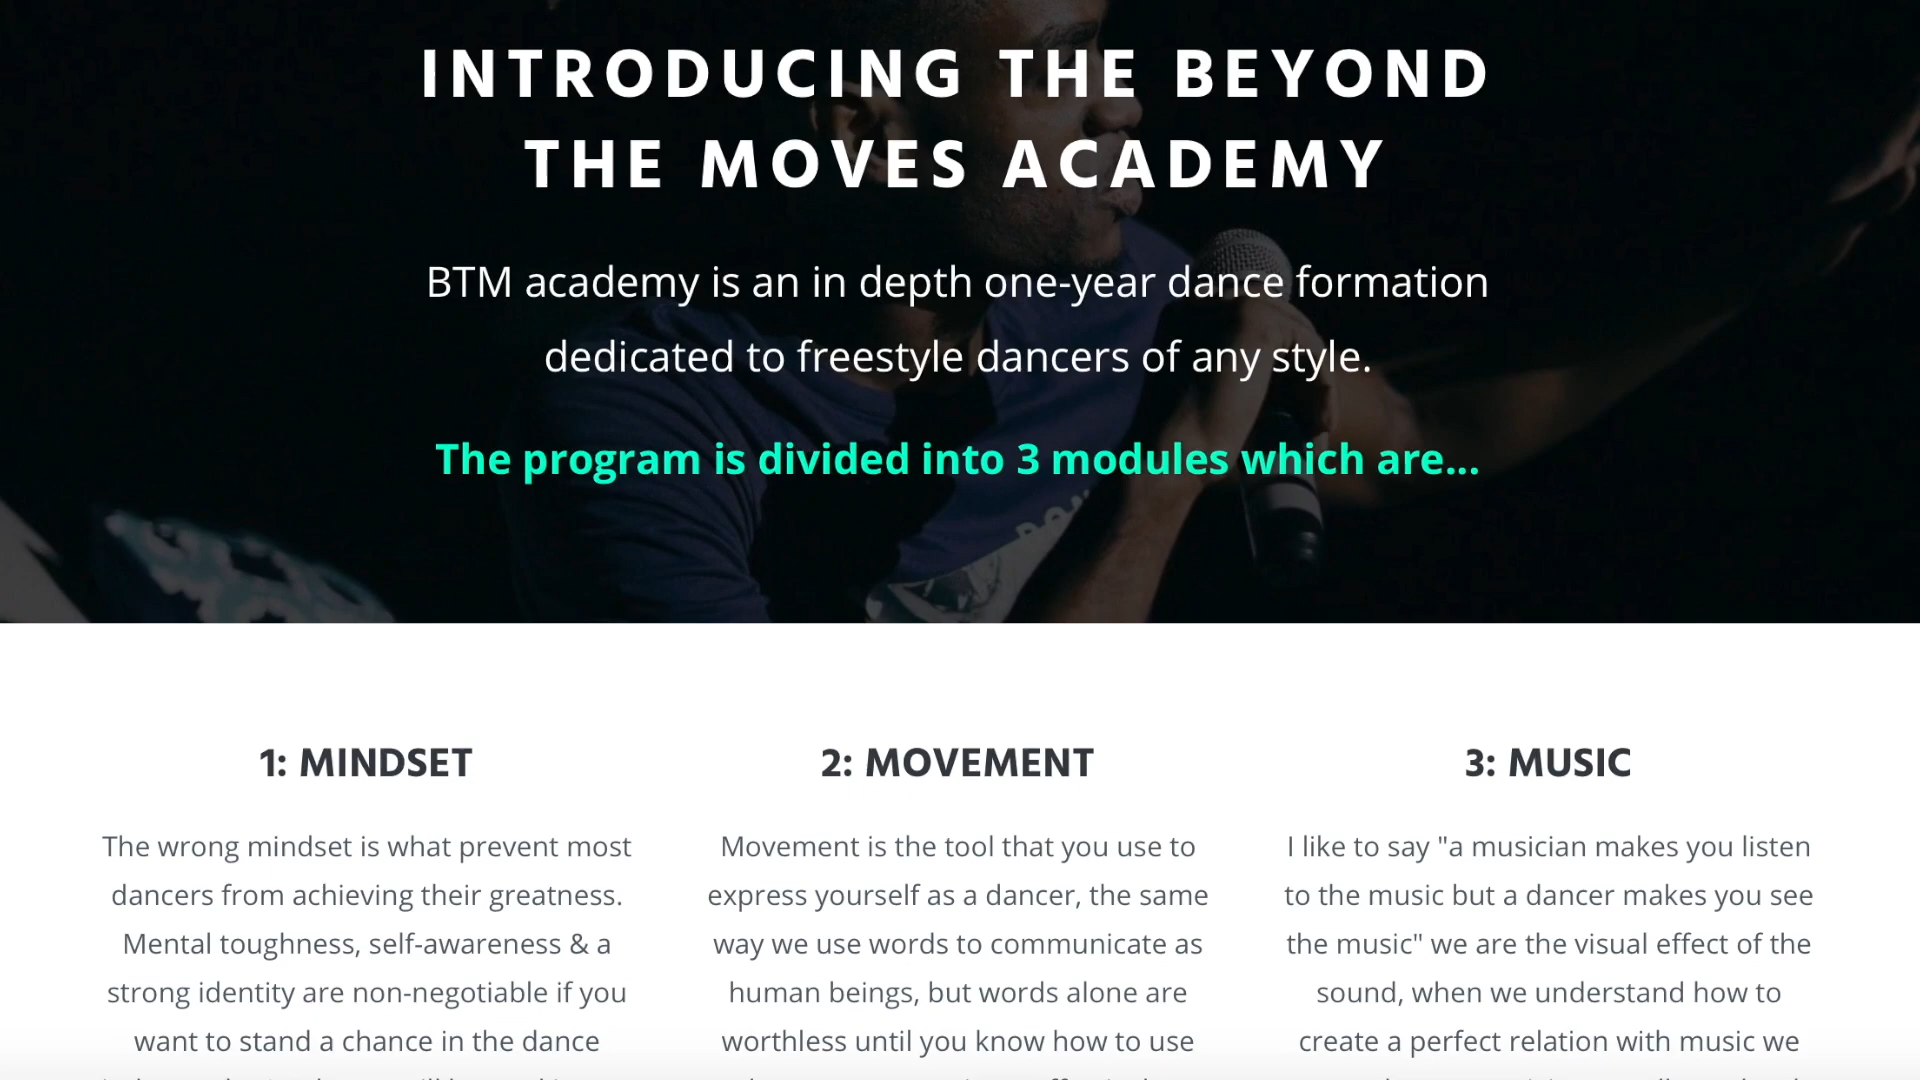 INTRODUCING THE BEYOND
THE MOVES ACADEMY
BTM academy is an in depth one-year dance formation
dedicated to freestyle dancers of any style.
The program is divided into 3 modules which are...
1: MINDSET
The wrong mindset is what prevent most
dancers from achieving their greatness.
Mental toughness, self-awareness & a
strong identity are non-negotiable if you
want to stand a chance in the dance
2: MOVEMENT
Movement is the tool that you use to
express yourself as a dancer, the same
way we use words to communicate as
human beings, but words alone are
worthless until you know how to use
3: MUSIC
I like to say "a musician makes you listen
to the music but a dancer makes you see
the music" we are the visual effect of the
sound, when we understand how to
create a perfect relation with music we